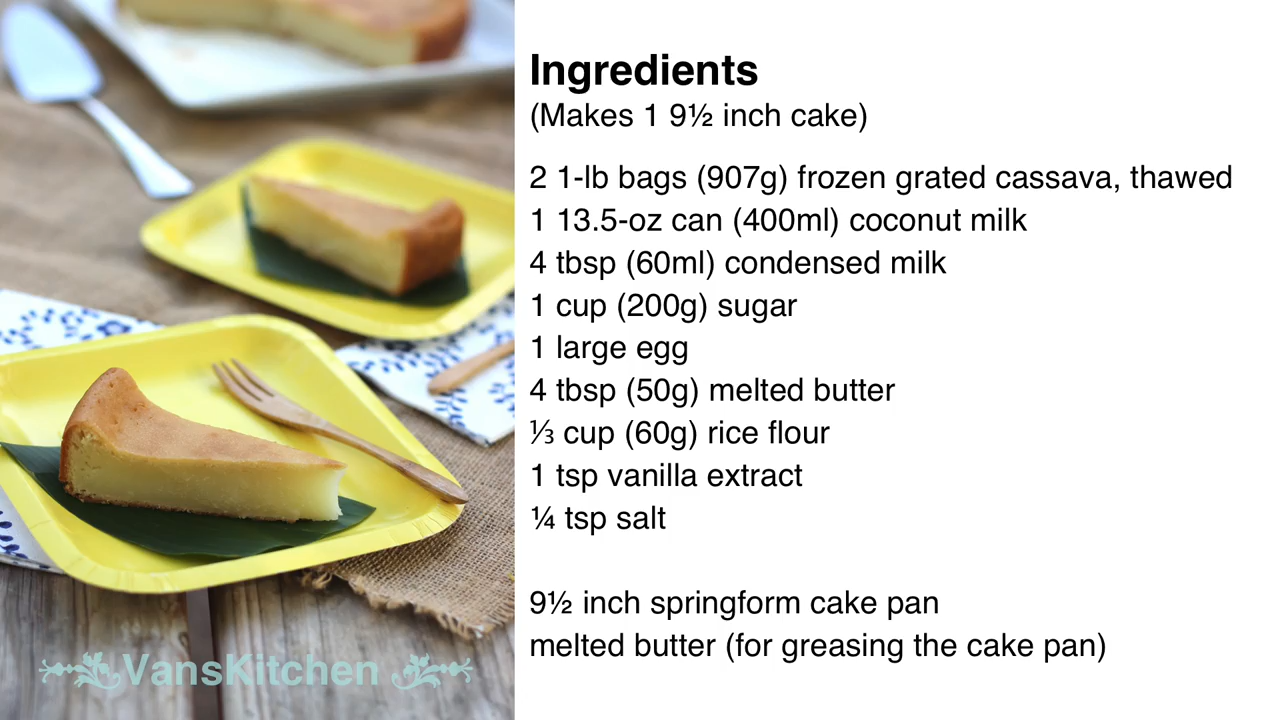 Ingredients
(Makes 1 9½ inch cake)
2 1-lb bags (907g) frozen grated cassava, thawed
1 13.5-oz can (400ml) coconut milk
4 tbsp (60ml) condensed milk
1 cup (200g) sugar
1 large egg
4 tbsp (50g) melted butter
⅓ cup (60g) rice flour
1 tsp vanilla extract
¼ tsp salt
9½ inch springform cake pan
melted butter (for greasing the cake pan)
VansKitchen